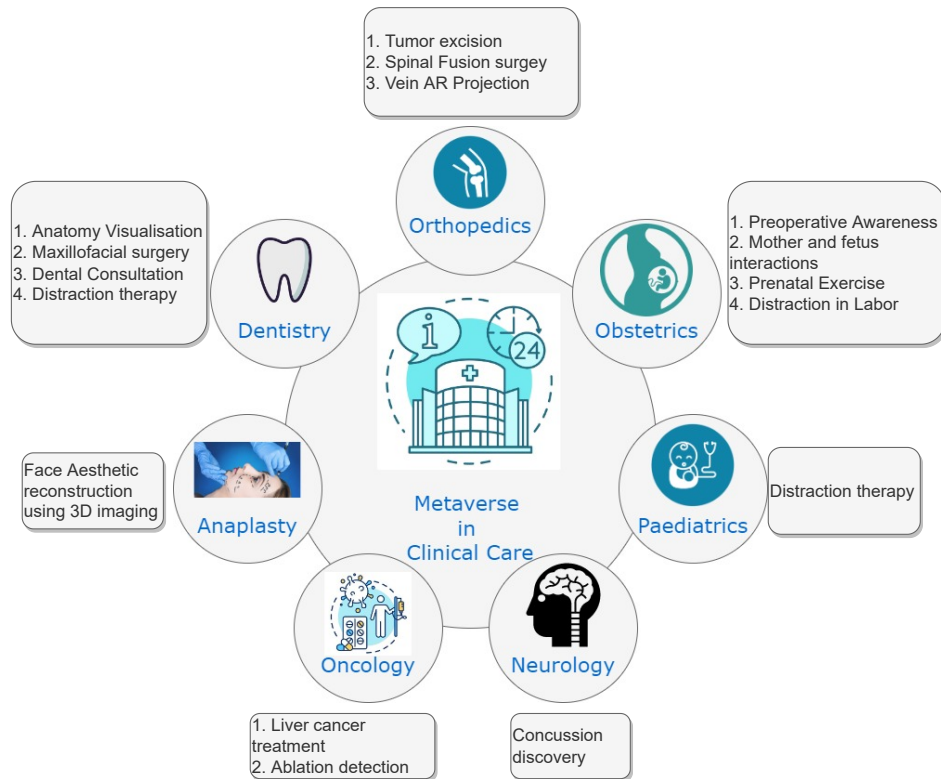 1. Tumor excision
2. Spinal Fusion surgey
3. Vein AR Projection
Orthopedics
1. Anatomy Visualisation
2. Maxillofacial surgery
3. Dental Consultation
4. Distraction therapy
Dentistry
1. Preoperative Awareness
2. Mother and fetus
interactions
3. Prenatal Exercise
4. Distraction in Labor
Obstetrics
i
24
Metaverse
in
Clinical Care
Face Aesthetic
reconstruction
using 3D imaging
Anaplasty
Paediatrics
Distraction therapy
Oncology
1. Liver cancer
treatment
2. Ablation detection
Neurology
Concussion
discovery